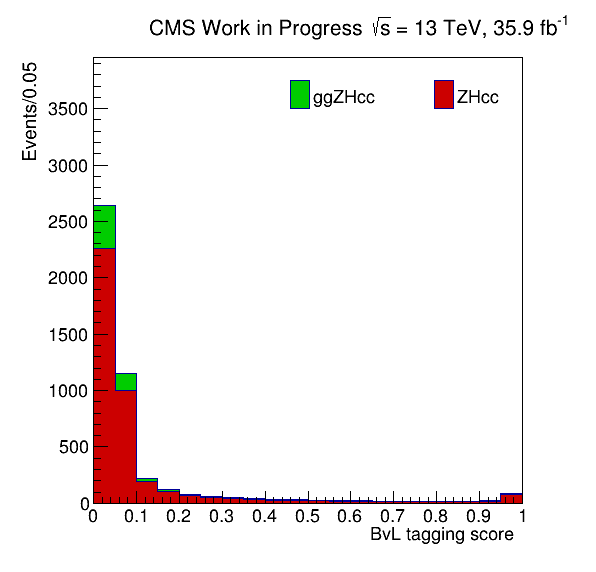 CMS Work in Progress √s = 13 TeV, 35.9 fb⁻¹
Events/0.05
ggZHcc ZHcc
3500
3000
2500
2000
1500
1000
500
0
0 0.1 0.2 0.3 0.4 0.5 0.6 0.7 0.8 0.9 1
BvL tagging score